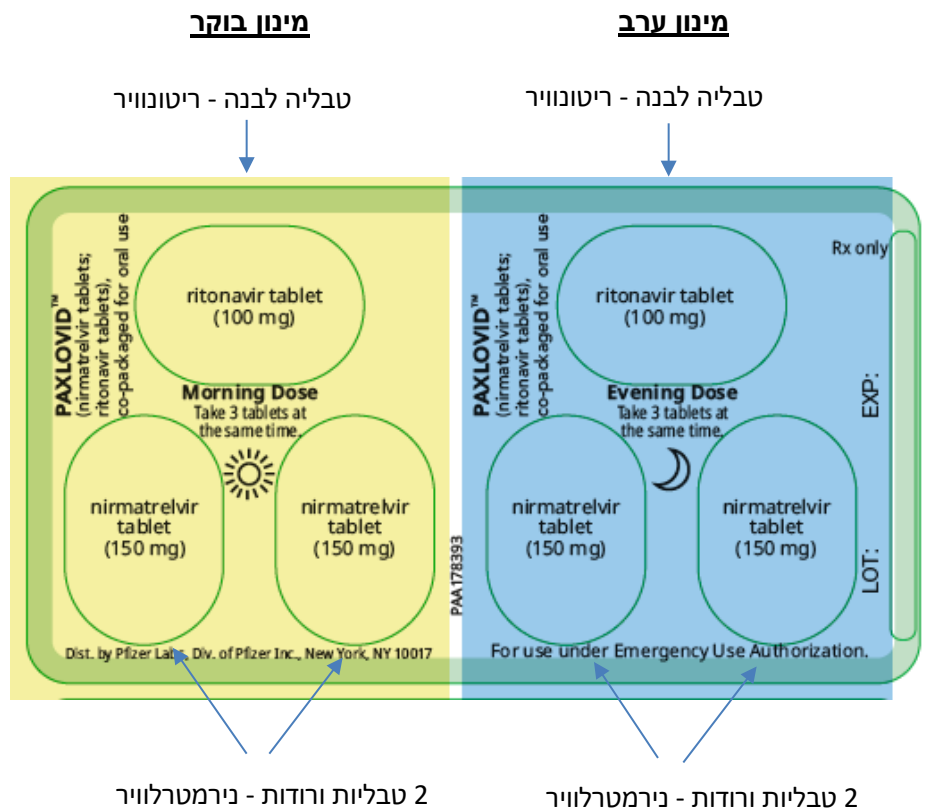 מינון בוקר
טבליה לבנה - ריטונוויר
PAXLOVID™
(nirmatrelvir tablets;
ritonavir tablets),
co-packaged for oral use
ritonavir tablet
(100 mg)
Morning Dose
Take 3 tablets at
the same time.
nirmatrelvir
tablet
(150 mg)
nirmatrelvir
tablet
(150 mg)
Dist. by Pfizer Labs, Div. of Pfizer Inc., New York, NY 10017
2 טבליות ורודות - נירמטרלוויר
PAA178393
מינון ערב
טבליה לבנה - ריטונוויר
PAXLOVID™
(nirmatrelvir tablets;
ritonavir tablets),
co-packaged for oral use
ritonavir tablet
(100 mg)
Rx only
Evening Dose
Take 3 tablets at
the same time.
nirmatrelvir
tablet
(150 mg)
nirmatrelvir
tablet
(150 mg)
EXP:
LOT:
For use under Emergency Use Authorization.
2 טבליות ורודות - נירמטרלוויר